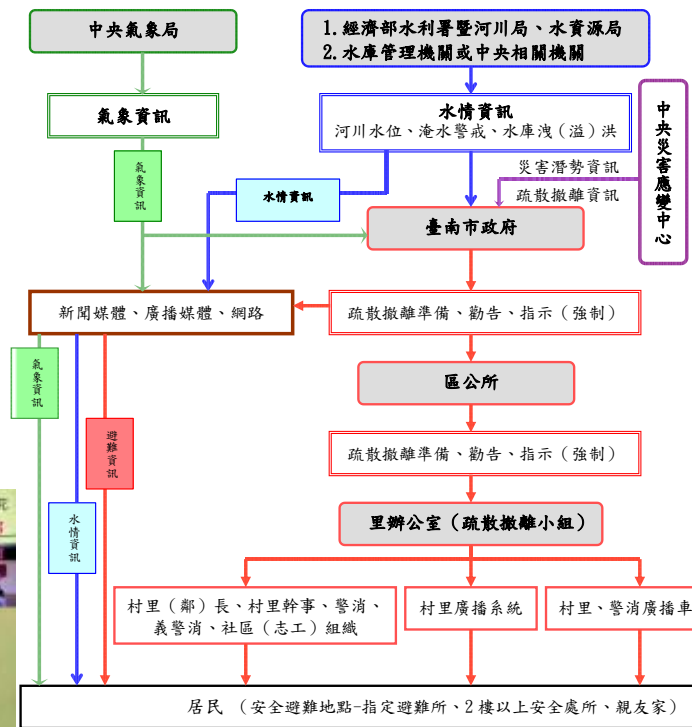 中央氣象局
1.經濟部水利署暨河川局、水資源局
2.水庫管理機關或中央相關機關
氣象資訊
水情資訊
河川水位、淹水警戒、水庫洩(溢)洪
中央災害應變中心
氣象資訊
水情資訊
災害潛勢資訊
疏散撤離資訊
臺南市政府
新聞媒體、廣播媒體、網路
疏散撤離準備、勸告、指示(強制)
氣象資訊
區公所
避難資訊
疏散撤離準備、勸告、指示(強制)
水情資訊
里辦公室(疏散撤離小組)
村里(鄰)長、村里幹事、警消、
義警消、社區(志工)組織
村里廣播系統
村里、警消廣播車
居民 (安全避難地點-指定避難所、2樓以上安全處所、親友家)